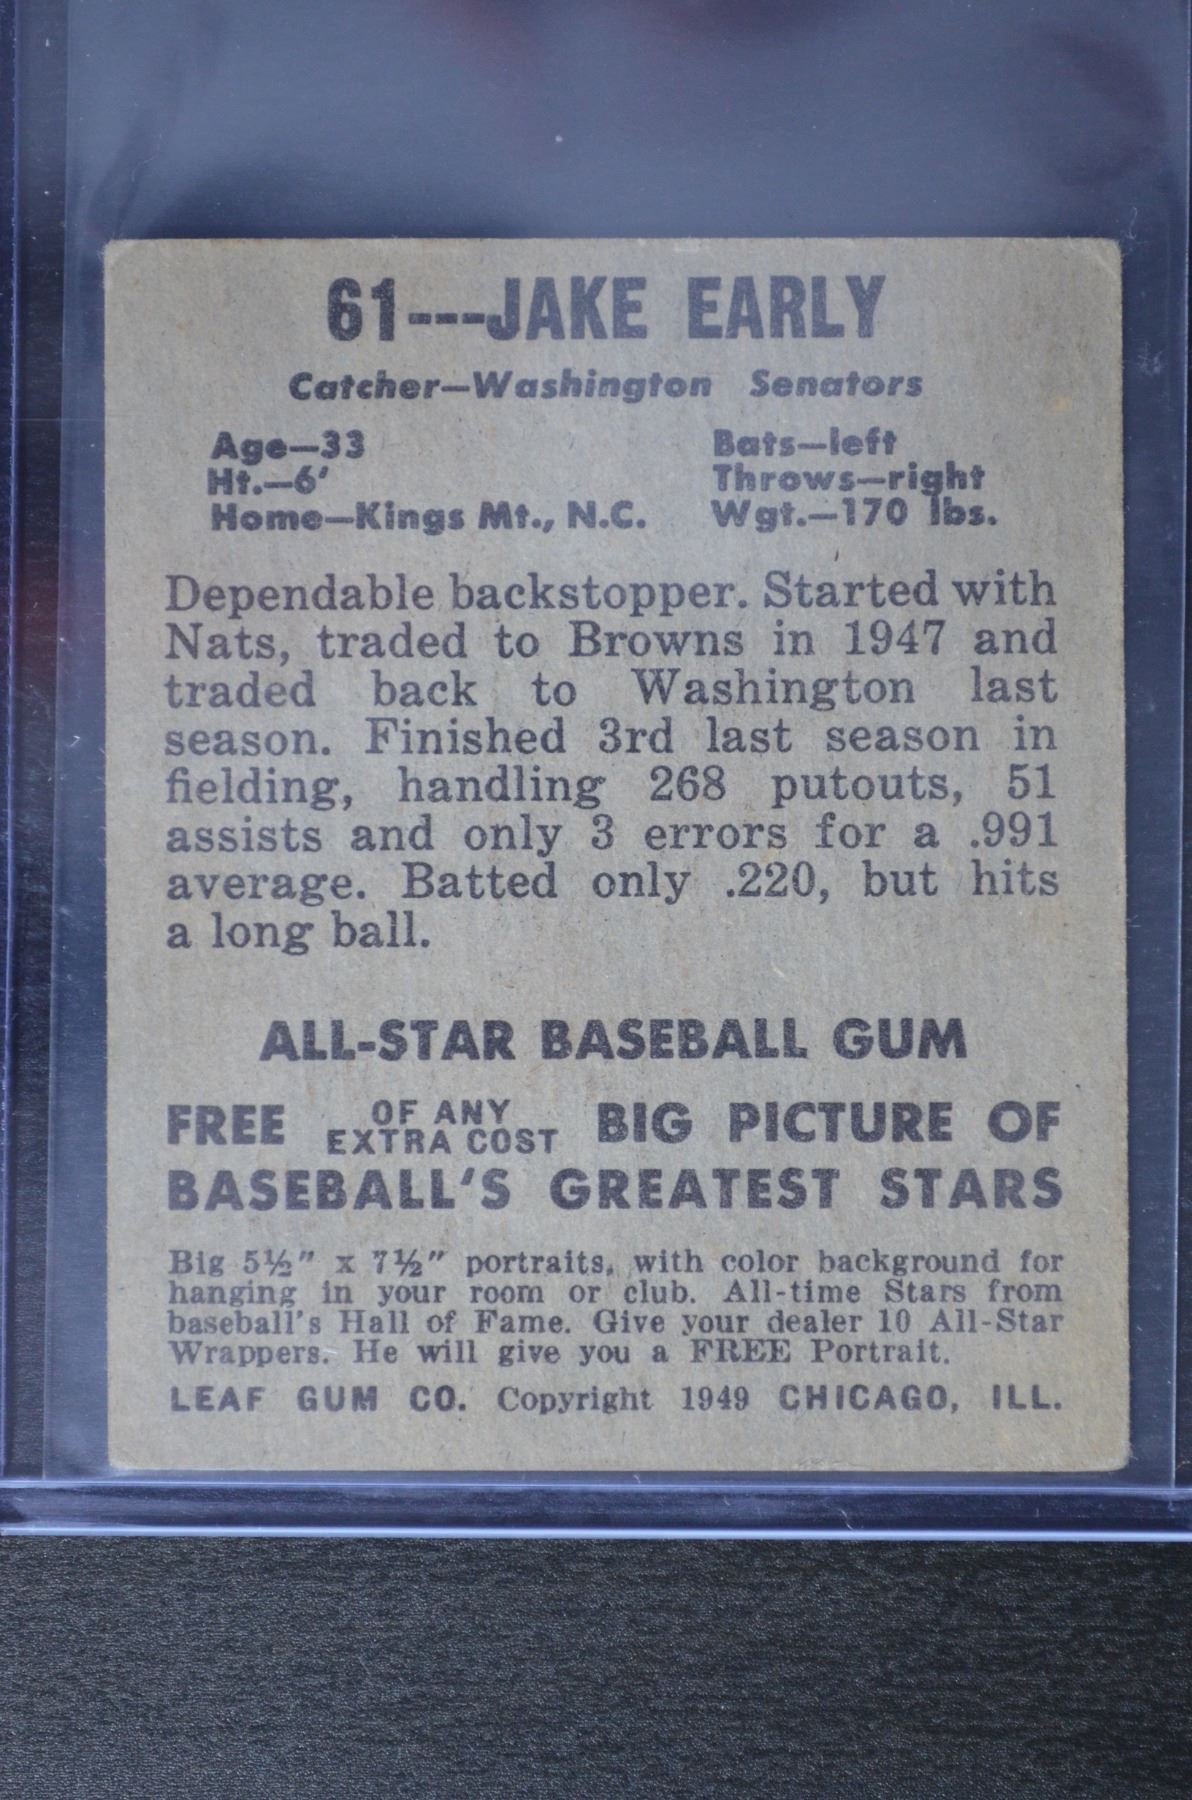 61---JAKE EARLY
Catcher—Washington Senators
Age—33
Ht.—6'
Home—Kings Mt., N.C.
Bats—left
Throws—right
Wgt.—170 lbs.
Dependable backstopper. Started with
Nats, traded to Browns in 1947 and
traded back to Washington last
season. Finished 3rd last season in
fielding, handling 268 putouts, 51
assists and only 3 errors for a .991
average. Batted only .220, but hits
a long ball.
ALL-STAR BASEBALL GUM
FREE OF ANY EXTRA COST BIG PICTURE OF
BASEBALL'S GREATEST STARS
Big 5½" x 7½" portraits, with color background for
hanging in your room or club. All-time Stars from
baseball's Hall of Fame. Give your dealer 10 All-Star
Wrappers. He will give you a FREE Portrait.
LEAF GUM CO. Copyright 1949 CHICAGO, ILL.